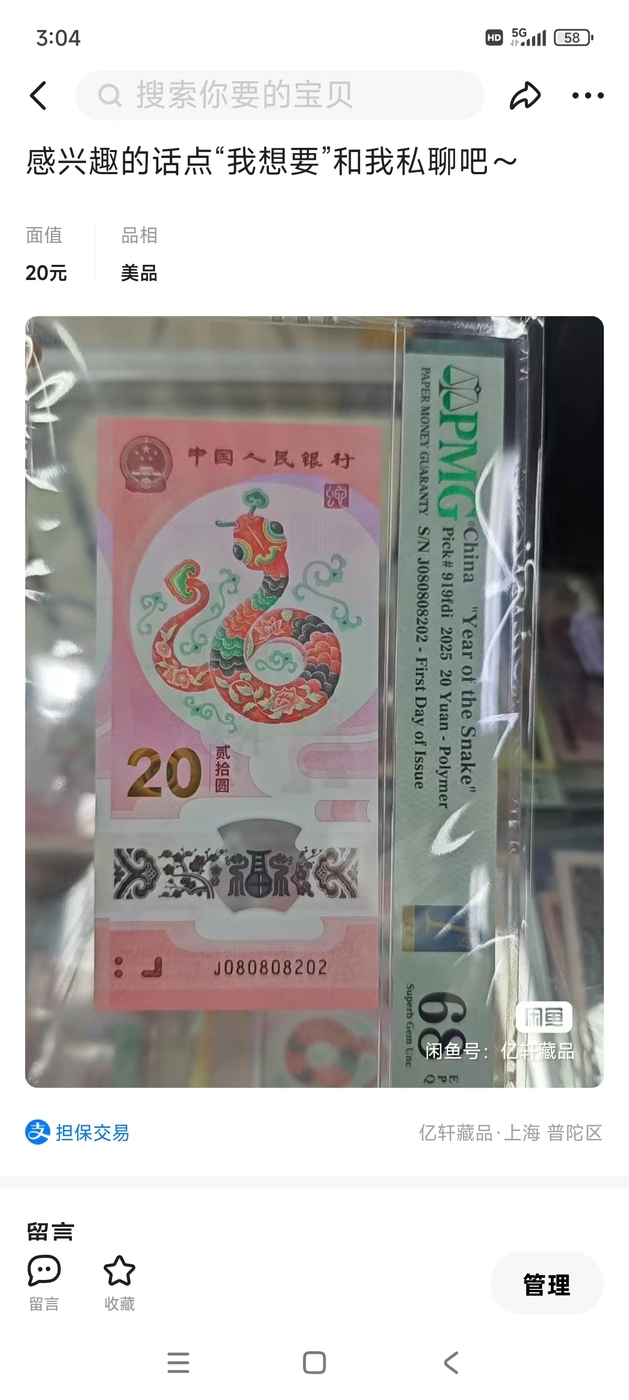 3:04
HD 5G 58
搜索你要的宝贝
感兴趣的话点“我想要”和我私聊吧～
面值 品相
20元 美品
中国人民银行
20
贰拾圆
福
J080808202
PMG
PAPER MONEY GUARANTY
China "Year of the Snake"
Pick# 919fdi 2025 20 Yuan - Polymer
S/N J080808202 - First Day of Issue
68 EPQ
Superb Gem Unc
闲鱼
闲鱼号：亿轩藏品
支 担保交易
亿轩藏品·上海 普陀区
留言
留言 收藏
管理